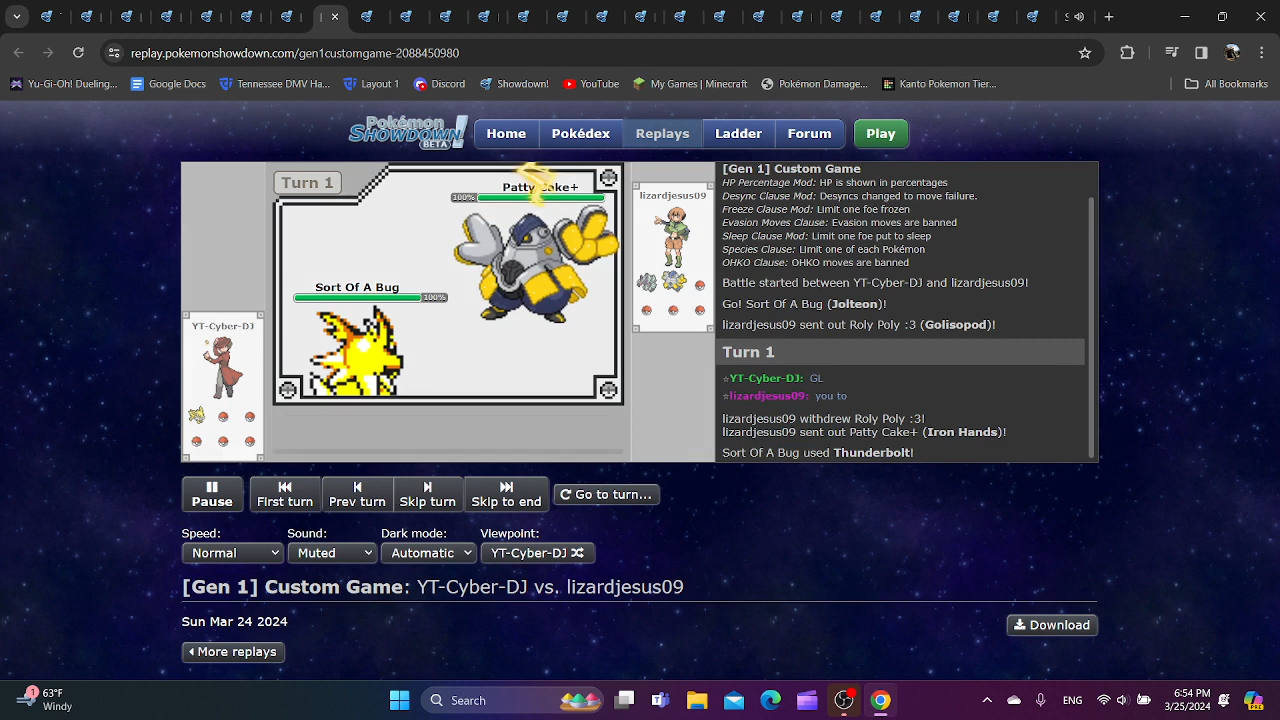 replay.pokemonshowdown.com/gen1customgame-2088450980
Yu-Gi-Oh! Dueling...
Google Docs
Tennessee DMV Ha...
Layout 1
Discord
Showdown!
YouTube
My Games | Minecraft
Pokémon Damage...
Kanto Pokemon Tier...
All Bookmarks
Pokémon
SHOWDOWN!
BETA
Home
Pokédex
Replays
Ladder
Forum
Play
Turn 1
Patty Cake+
100%
Sort Of A Bug
100%
YT-Cyber-DJ
lizardjesus09
[Gen 1] Custom Game
HP Percentage Mod: HP is shown in percentages
Desync Clause Mod: Desyncs changed to move failure.
Freeze Clause Mod: Limit one foe frozen
Evasion Moves Clause: Evasion moves are banned
Sleep Clause Mod: Limit one foe put to sleep
Species Clause: Limit one of each Pokémon
OHKO Clause: OHKO moves are banned
Battle started between YT-Cyber-DJ and lizardjesus09!
Go! Sort Of A Bug (Jolteon)!
lizardjesus09 sent out Roly Poly :3 (Golisopod)!
Turn 1
☆YT-Cyber-DJ: GL
☆lizardjesus09: you to
lizardjesus09 withdrew Roly Poly :3!
lizardjesus09 sent out Patty Cake+ (Iron Hands)!
Sort Of A Bug used Thunderbolt!
Pause
First turn
Prev turn
Skip turn
Skip to end
Go to turn...
Speed:
Sound:
Dark mode:
Viewpoint:
Normal
Muted
Automatic
YT-Cyber-DJ
[Gen 1] Custom Game: YT-Cyber-DJ vs. lizardjesus09
Sun Mar 24 2024
Download
More replays
1
63°F
Windy
Search
ENG
6:54 PM
3/25/2024